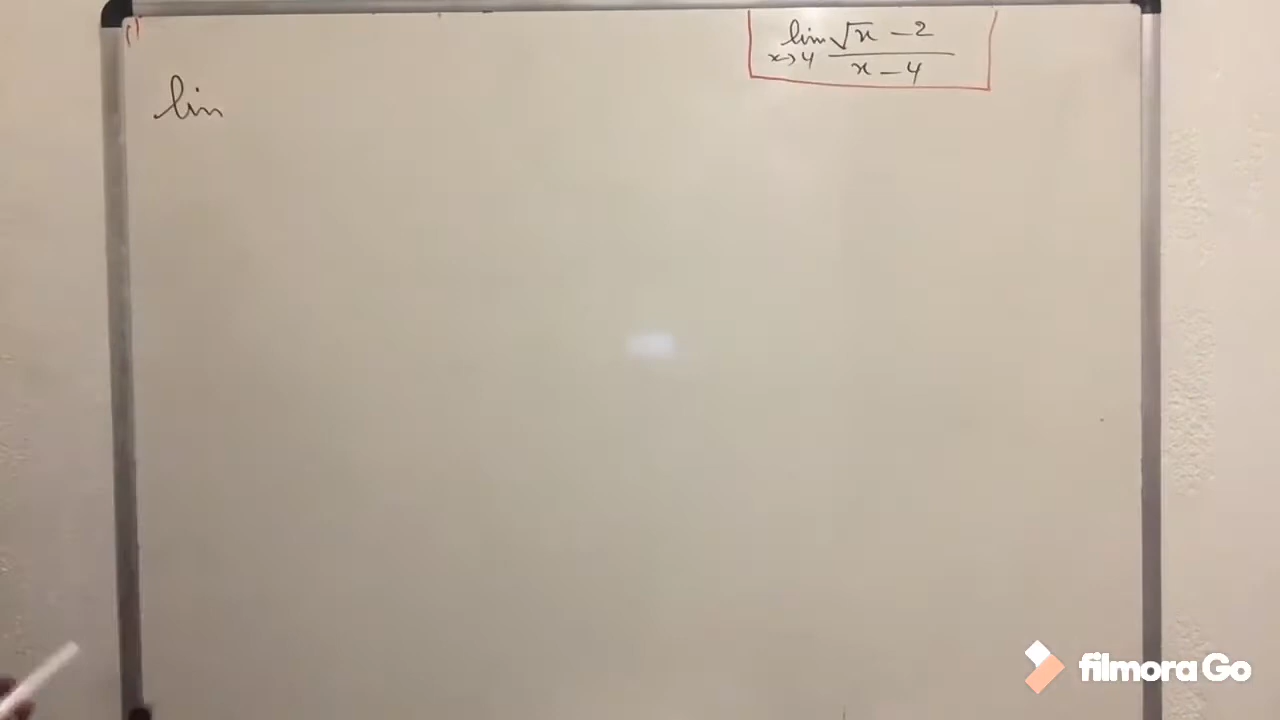 lim √x - 2
x→4 x - 4
lim
filmora Go